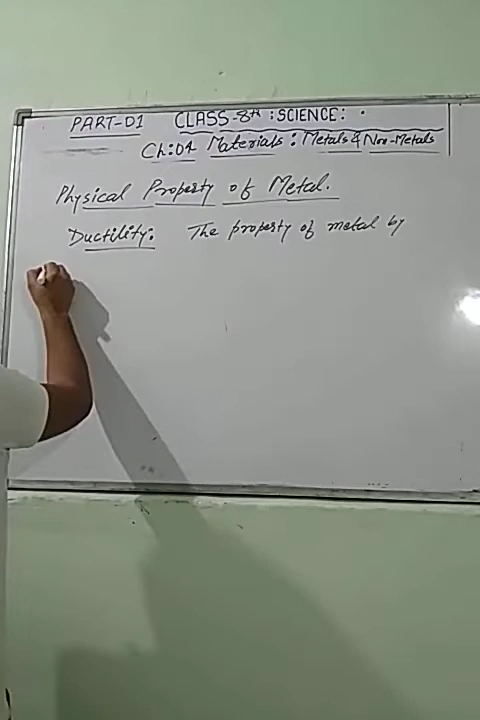 PART-01 CLASS-8th :SCIENCE:
Ch:04 Materials: Metals & Non-Metals
Physical Property of Metal.
Ductility: The property of metal by